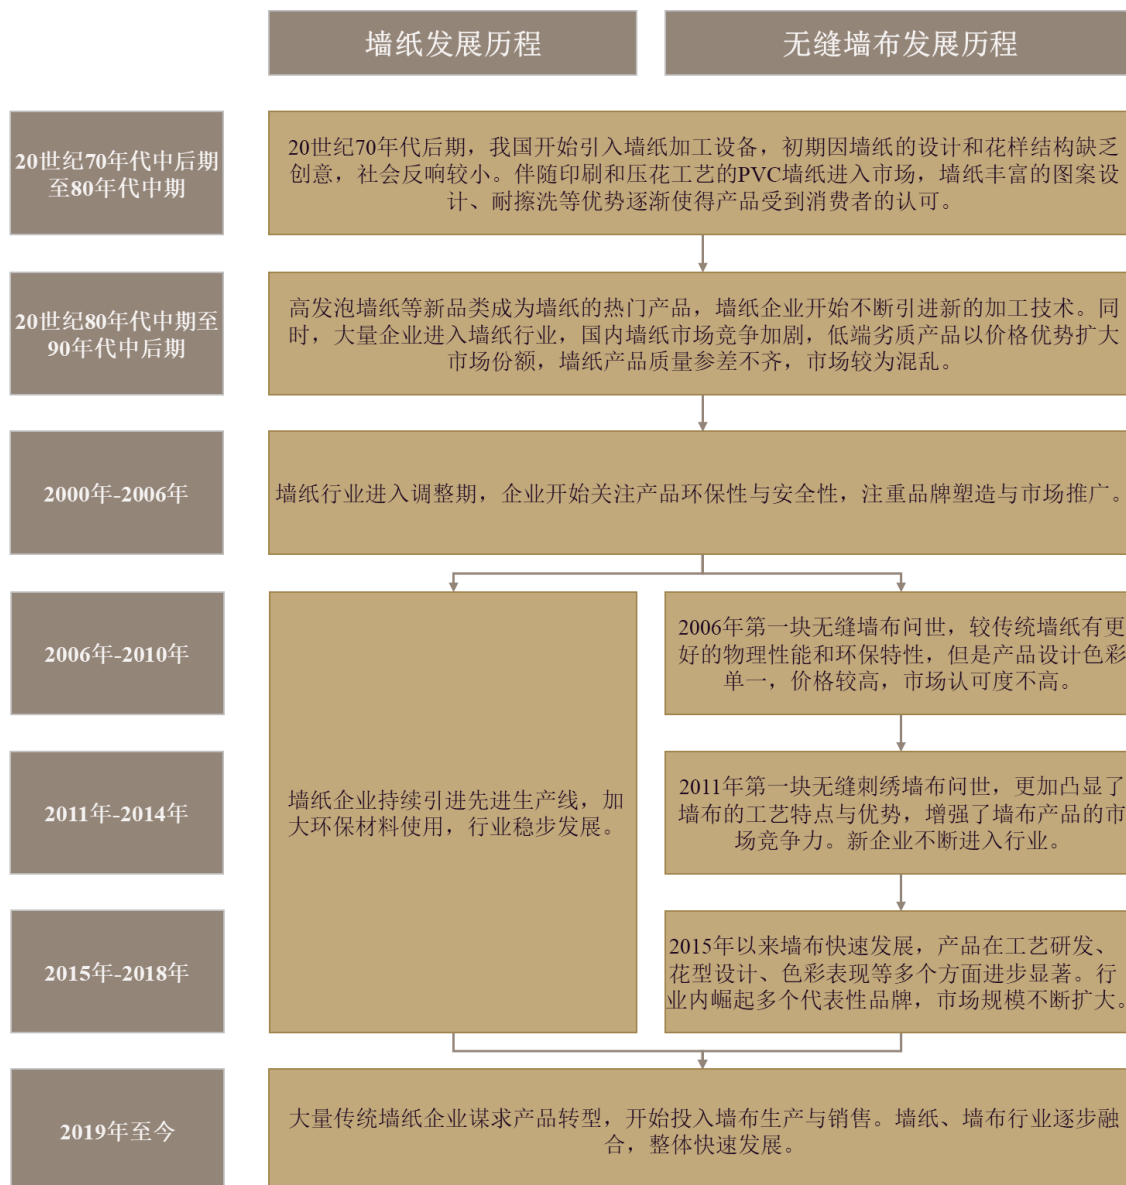 墙纸发展历程
无缝墙布发展历程
20世纪70年代中后期
至80年代中期
20世纪70年代后期，我国开始引入墙纸加工设备，初期因墙纸的设计和花样结构缺乏
创意，社会反响较小。伴随印刷和压花工艺的PVC墙纸进入市场，墙纸丰富的图案设
计、耐擦洗等优势逐渐使得产品受到消费者的认可。
20世纪80年代中期至
90年代中后期
高发泡墙纸等新品类成为墙纸的热门产品，墙纸企业开始不断引进新的加工技术。同
时，大量企业进入墙纸行业，国内墙纸市场竞争加剧，低端劣质产品以价格优势扩大
市场份额，墙纸产品质量参差不齐，市场较为混乱。
2000年-2006年
墙纸行业进入调整期，企业开始关注产品环保性与安全性，注重品牌塑造与市场推广。
2006年-2010年
2006年第一块无缝墙布问世，较传统墙纸有更
好的物理性能和环保特性，但是产品设计色彩
单一，价格较高，市场认可度不高。
2011年-2014年
墙纸企业持续引进先进生产线，加
大环保材料使用，行业稳步发展。
2011年第一块无缝刺绣墙布问世，更加凸显了
墙布的工艺特点与优势，增强了墙布产品的市
场竞争力。新企业不断进入行业。
2015年-2018年
2015年以来墙布快速发展，产品在工艺研发、
花型设计、色彩表现等多个方面进步显著。行
业内崛起多个代表性品牌，市场规模不断扩大。
2019年至今
大量传统墙纸企业谋求产品转型，开始投入墙布生产与销售。墙纸、墙布行业逐步融
合，整体快速发展。